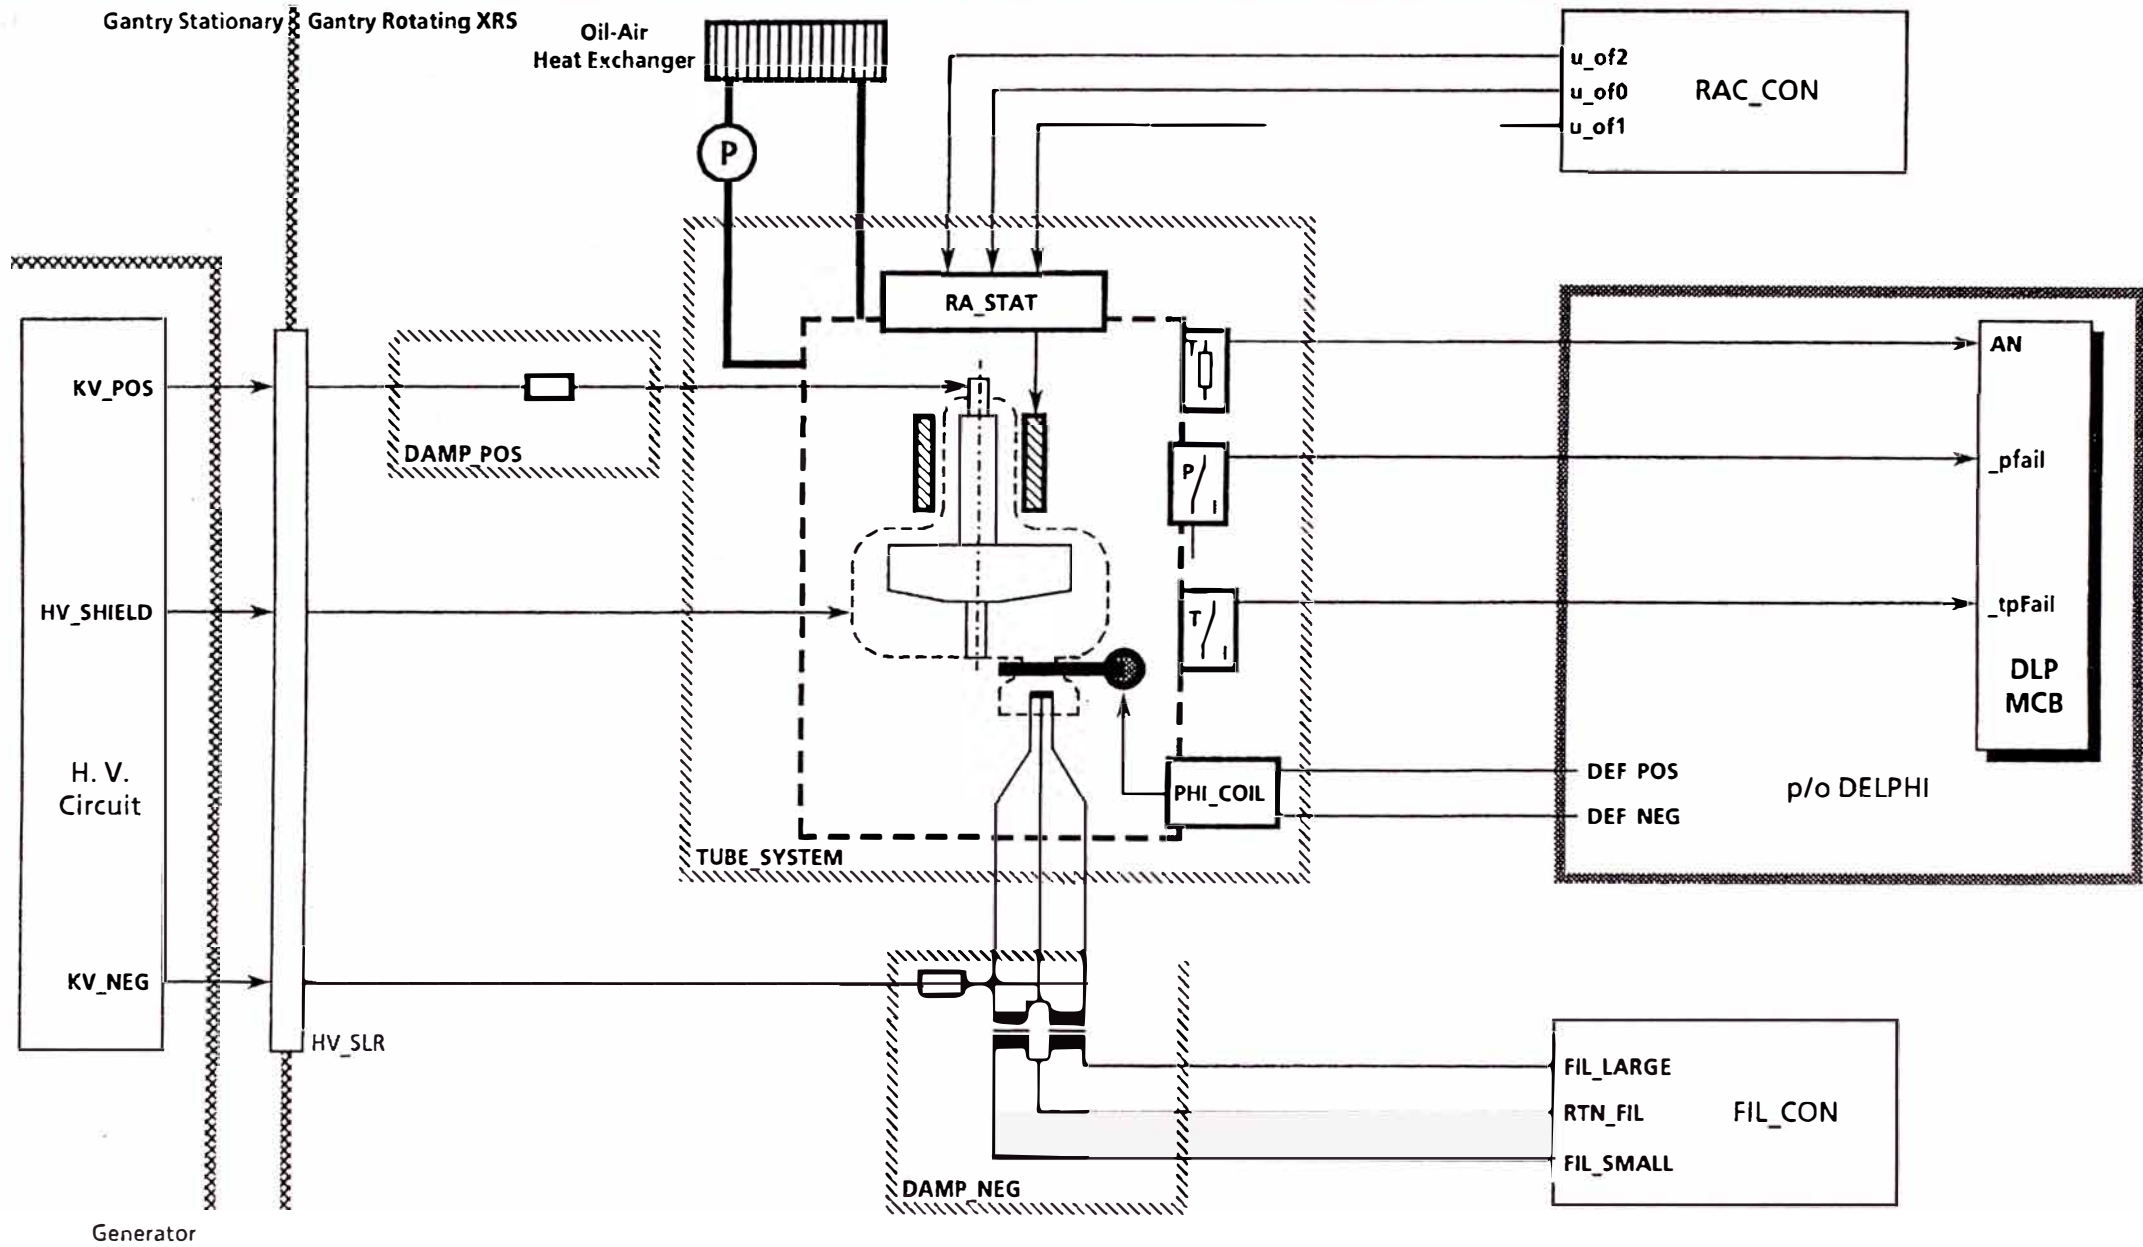 Gantry Stationary
Gantry Rotating XRS
Oil-Air
Heat Exchanger
P
u_of2
u_of0
u_of1
RAC_CON
RA_STAT
KV_POS
DAMP_POS
T
AN
P
_pfail
HV_SHIELD
T
_tpFail
DLP
MCB
H. V.
Circuit
PHI_COIL
DEF POS
DEF NEG
p/o DELPHI
TUBE_SYSTEM
KV_NEG
HV_SLR
FIL_LARGE
RTN_FIL
FIL_SMALL
FIL_CON
DAMP_NEG
Generator